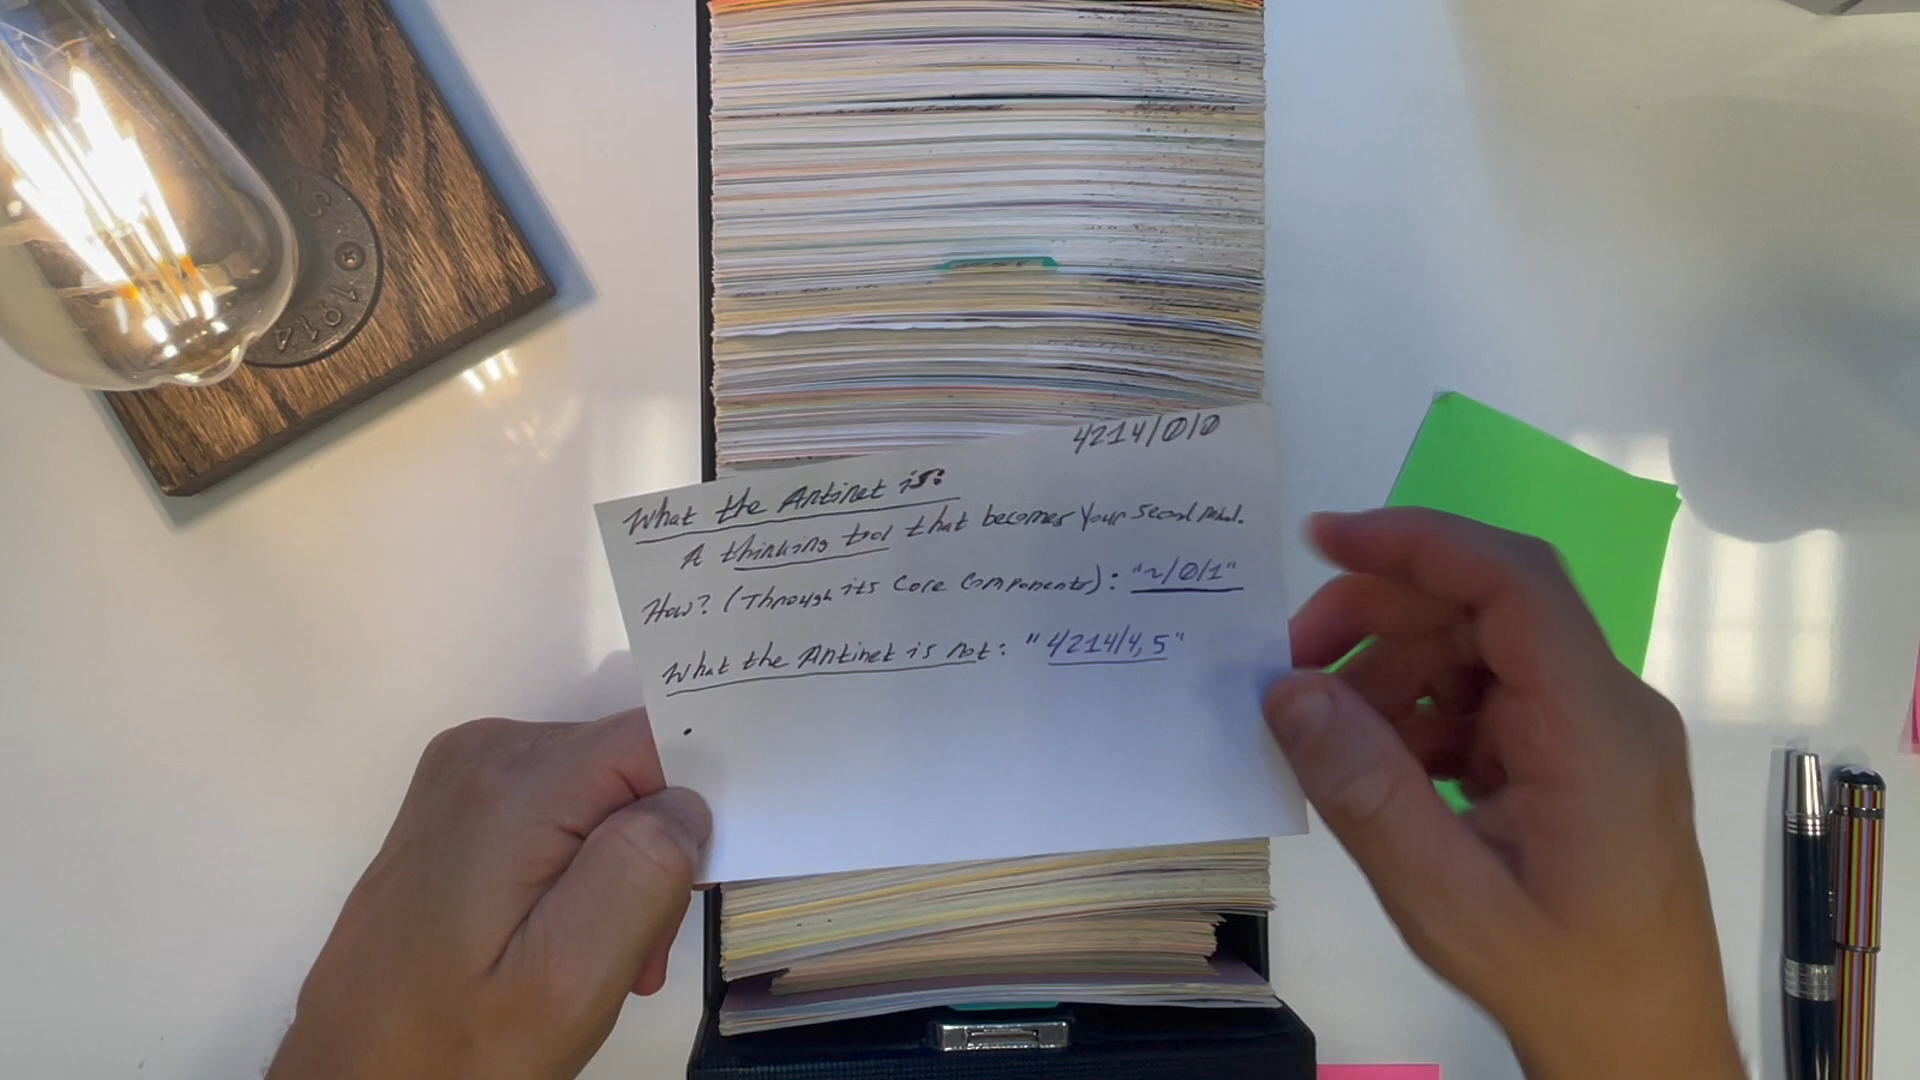 4214/0/0
What the Antinet is:
A thinking tool that becomes your second mind.
How? (Through its Core Components): "~/0/1"
What the Antinet is not: "4214/4, 5"
•